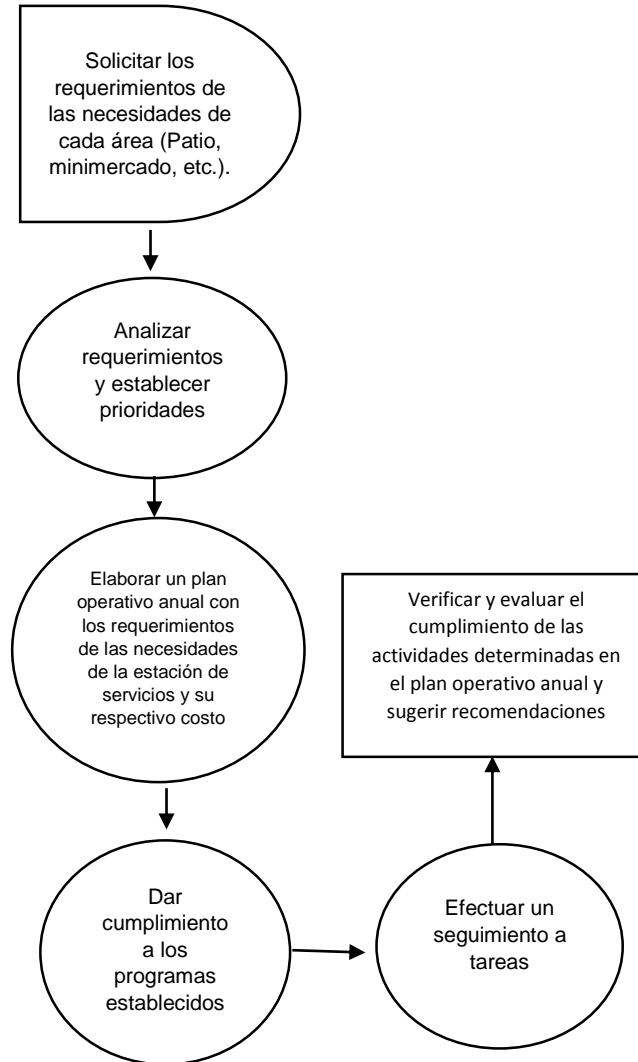 Solicitar los
requerimientos de
las necesidades de
cada área (Patio,
minimercado, etc.).
Analizar
requerimientos
y establecer
prioridades
Elaborar un plan
operativo anual con
los requerimientos
de las necesidades
de la estación de
servicios y su
respectivo costo
Dar
cumplimiento
a los
programas
establecidos
Efectuar un
seguimiento a
tareas
Verificar y evaluar el
cumplimiento de las
actividades determinadas en
el plan operativo anual y
sugerir recomendaciones